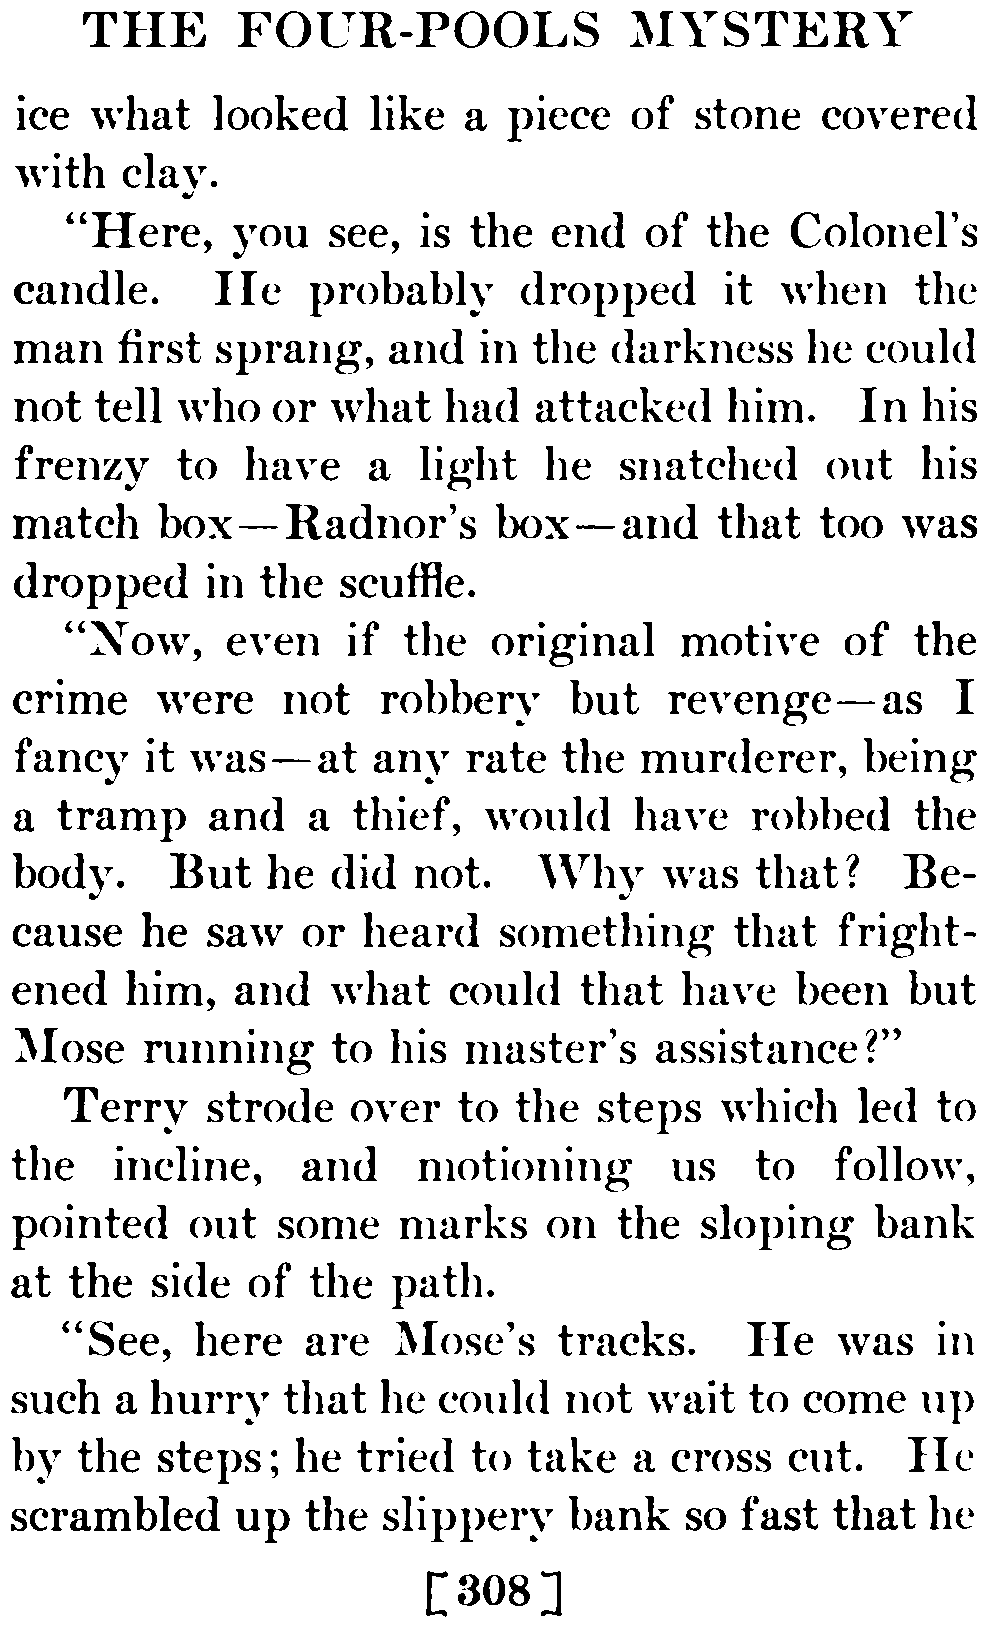 THE FOUR-POOLS MYSTERY
ice what looked like a piece of stone covered
with clay.
“Here, you see, is the end of the Colonel's
candle. He probably dropped it when the
man first sprang, and in the darkness he could
not tell who or what had attacked him. In his
frenzy to have a light he snatched out his
match box—Radnor's box—and that too was
dropped in the scuffle.
“Now, even if the original motive of the
crime were not robbery but revenge—as I
fancy it was—at any rate the murderer, being
a tramp and a thief, would have robbed the
body. But he did not. Why was that? Be-
cause he saw or heard something that fright-
ened him, and what could that have been but
Mose running to his master's assistance?”
Terry strode over to the steps which led to
the incline, and motioning us to follow,
pointed out some marks on the sloping bank
at the side of the path.
“See, here are Mose's tracks. He was in
such a hurry that he could not wait to come up
by the steps; he tried to take a cross cut. He
scrambled up the slippery bank so fast that he
[308]